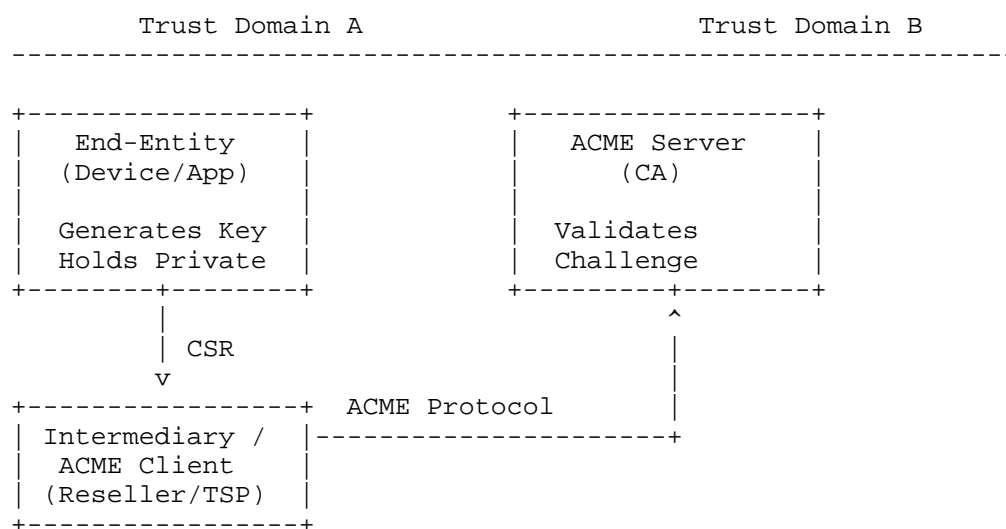 Trust Domain A Trust Domain B
End-Entity
(Device/App)
Generates Key
Holds Private
ACME Server
(CA)
Validates
Challenge
CSR
ACME Protocol
Intermediary /
ACME Client
(Reseller/TSP)